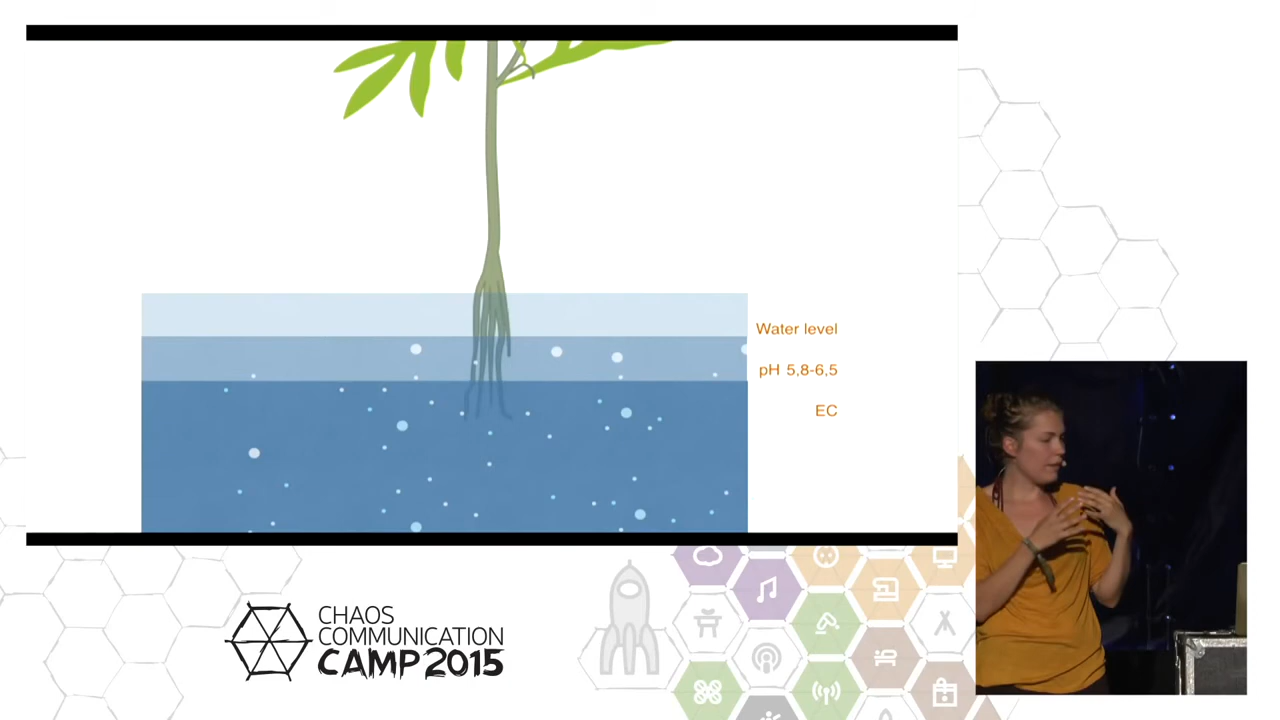 Water level
pH 5,8-6,5
EC
CHAOS
COMMUNICATION
CAMP 2015